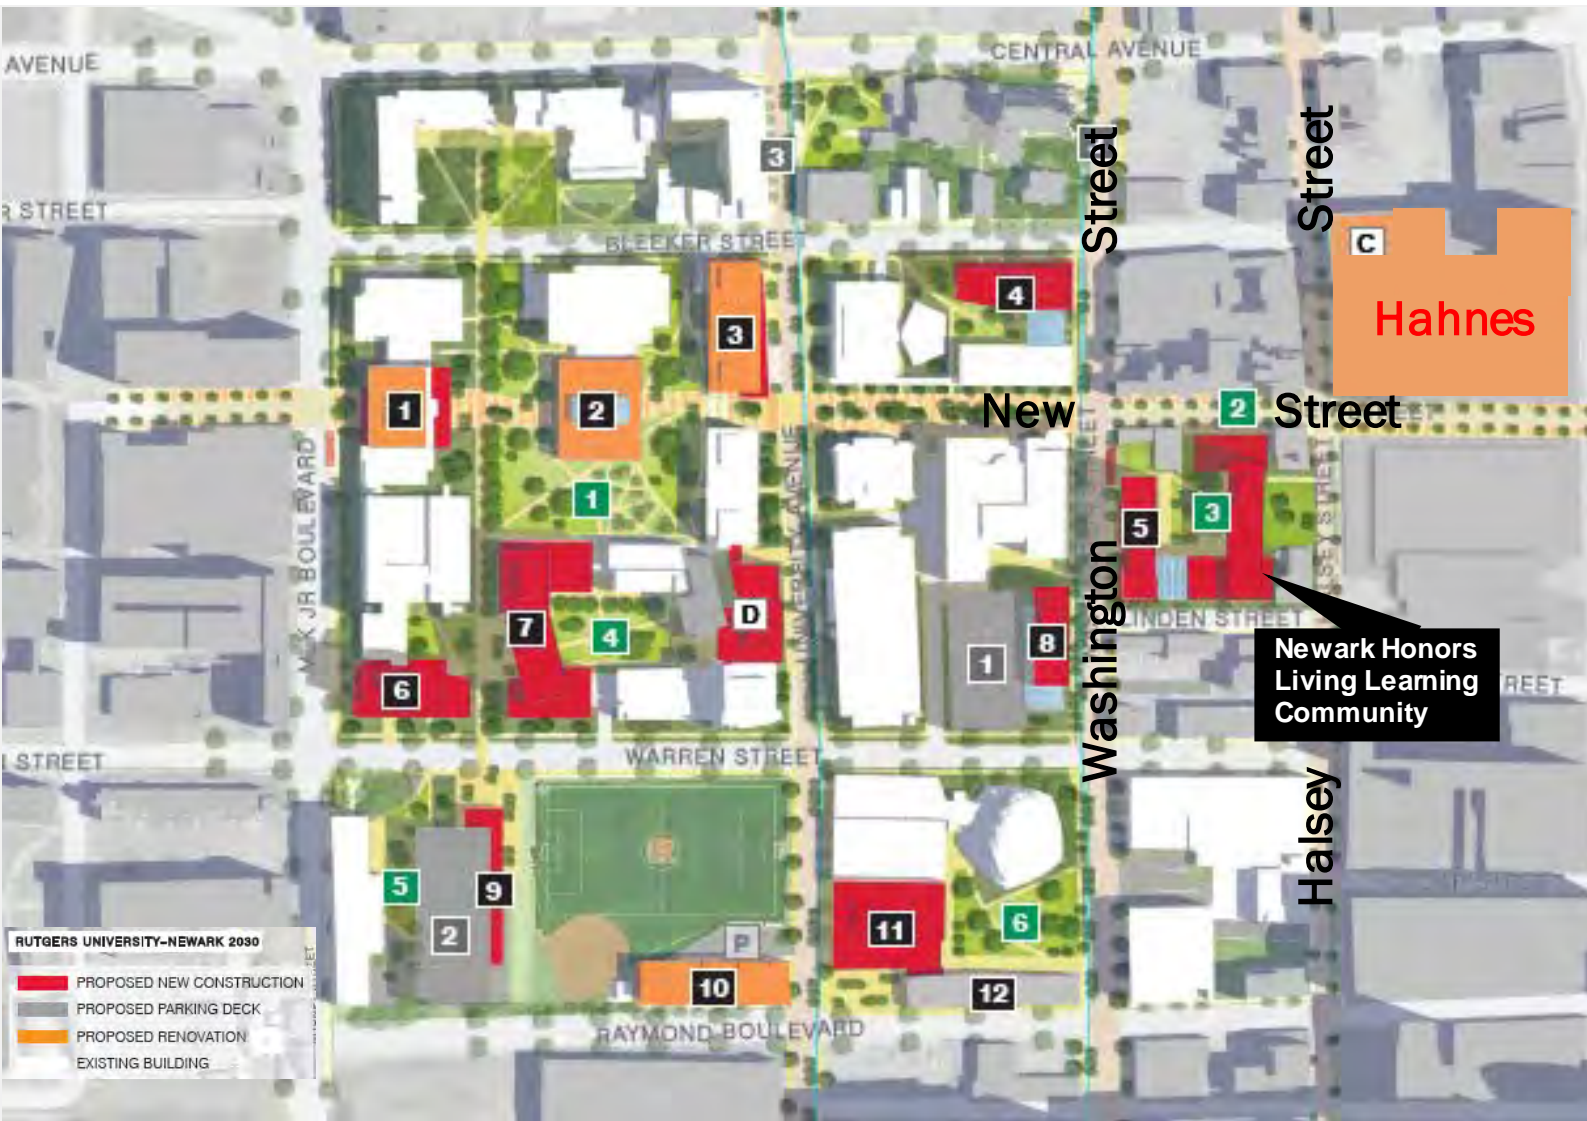 AVENUE
CENTRAL AVENUE
3
Street
Street
R STREET
BLEEKER STREET
C
Hahnes
4
3
1
2
New
2
Street
1
M L K JR BOULEVARD
UNIVERSITY AVENUE
5
3
7
4
D
1
8
Washington
LINDEN STREET
Newark Honors
Living Learning
Community
6
REET
STREET
WARREN STREET
Halsey
5
9
2
P
10
11
6
12
RAYMOND BOULEVARD
RUTGERS UNIVERSITY–NEWARK 2030
PROPOSED NEW CONSTRUCTION
PROPOSED PARKING DECK
PROPOSED RENOVATION
EXISTING BUILDING